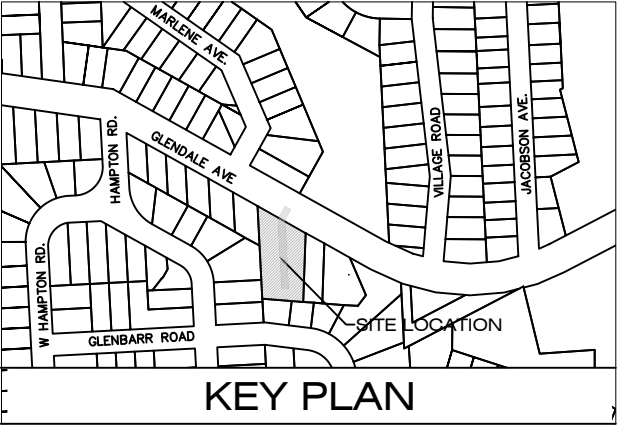 MARLENE AVE.
GLENDALE AVE
HAMPTON RD.
VILLAGE ROAD
JACOBSON AVE.
W HAMPTON RD.
GLENBARR ROAD
SITE LOCATION
KEY PLAN